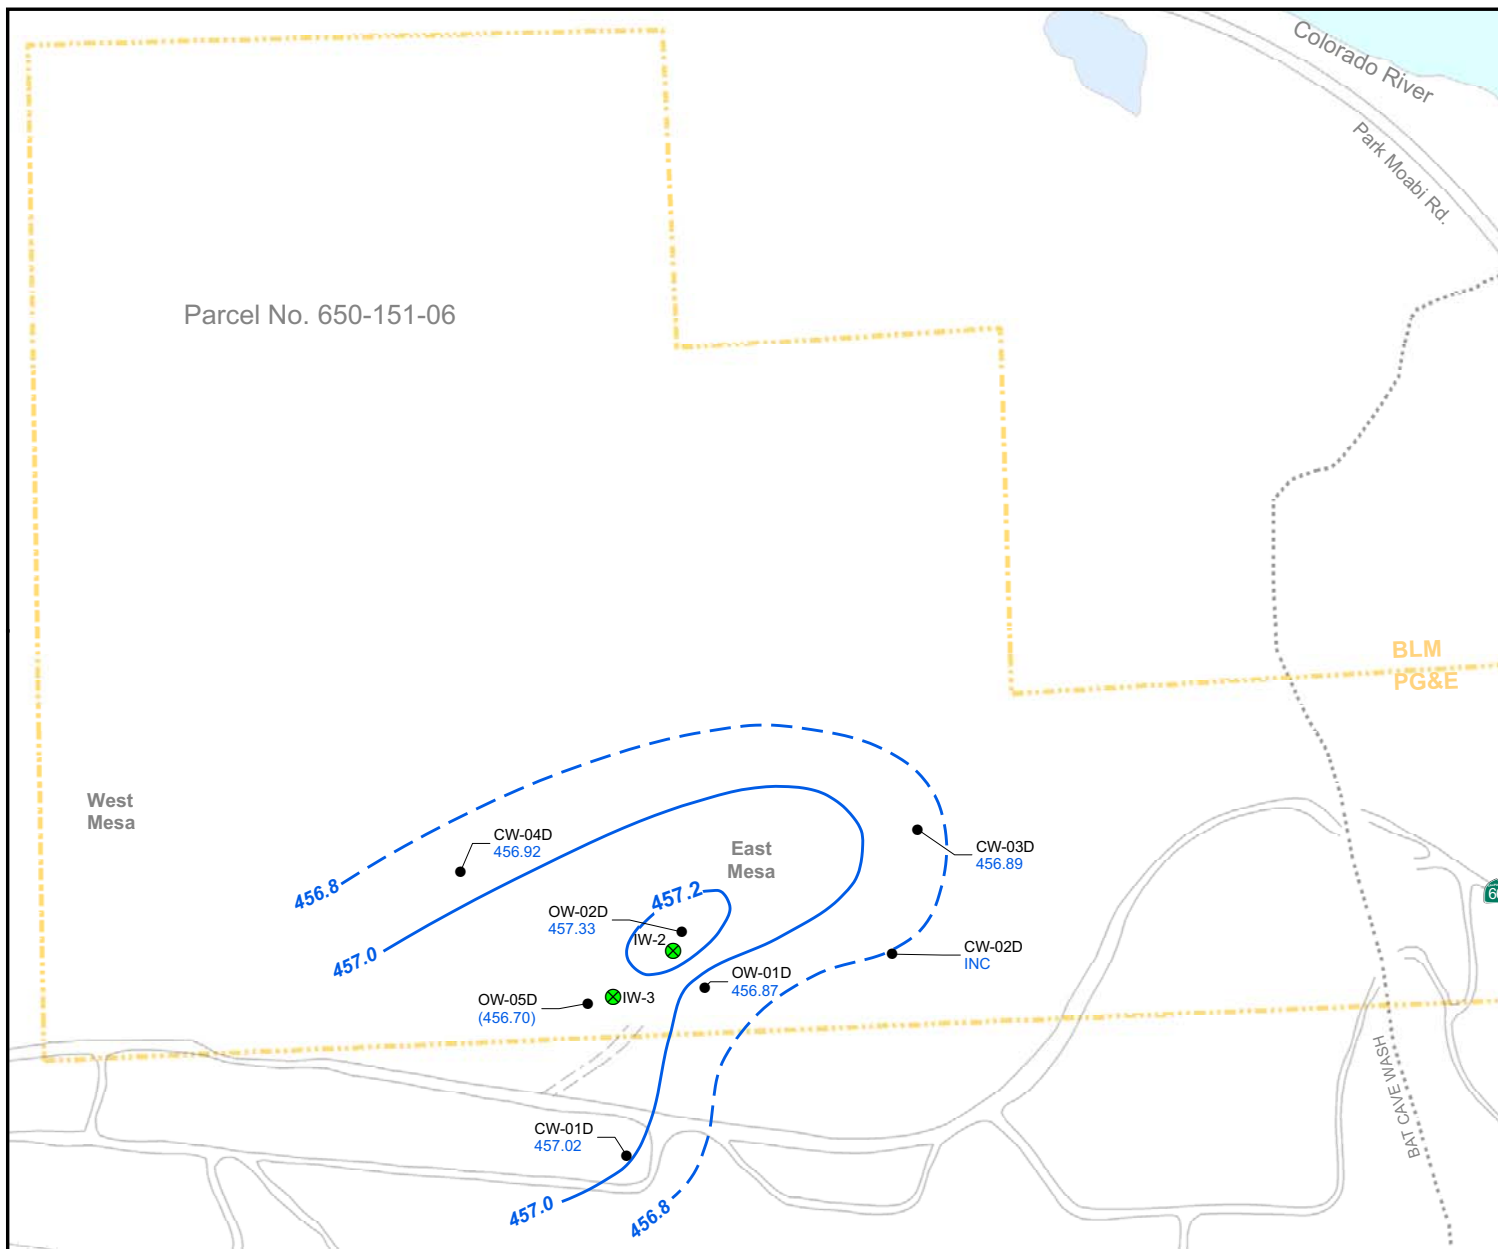 Colorado River
Park Moabi Rd.
Parcel No. 650-151-06
BLM
PG&E
West
Mesa
East
Mesa
CW-04D
456.92
CW-03D
456.89
456.8
457.2
OW-02D
457.33
IW-2
457.0
CW-02D
INC
OW-01D
456.87
IW-3
OW-05D
(456.70)
BAT CAVE WASH
CW-01D
457.02
457.0
456.8